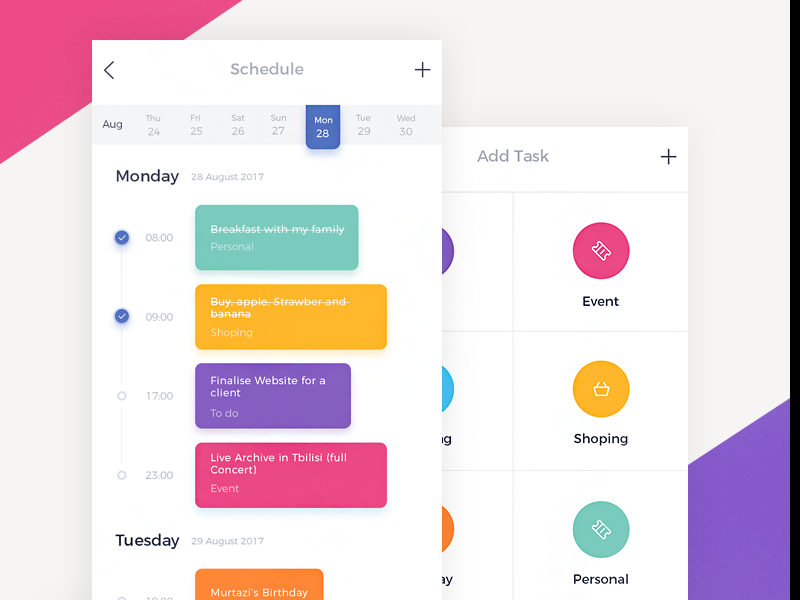 Schedule
Aug
Thu
24
Fri
25
Sat
26
Sun
27
Mon
28
Tue
29
Wed
30
Monday 28 August 2017
08:00
Breakfast with my family
Personal
09:00
Buy, apple, Strawber and
banana
Shoping
17:00
Finalise Website for a
client
To do
23:00
Live Archive in Tbilisi (full
Concert)
Event
Tuesday 29 August 2017
Murtazi's Birthday
Add Task
Event
Shoping
Personal